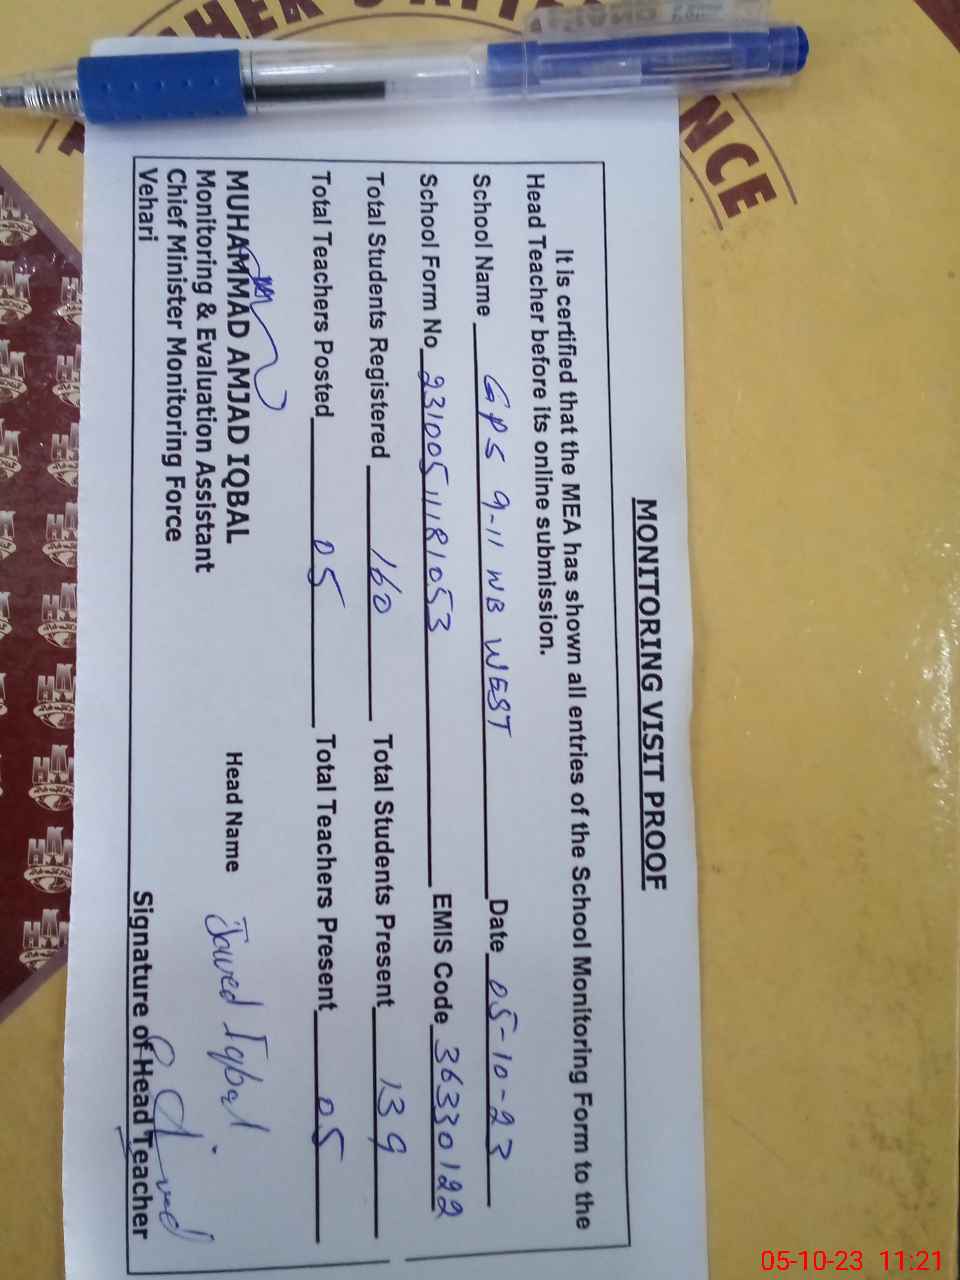 MONITORING VISIT PROOF
It is certified that the MEA has shown all entries of the School Monitoring Form to the
Head Teacher before its online submission.
School Name GPS 9-11 WB WEST Date 05-10-23
School Form No 231005111181053 EMIS Code 36330122
Total Students Registered 160 Total Students Present 139
Total Teachers Posted 05 Total Teachers Present 05
MUHAMMAD AMJAD IQBAL
Monitoring & Evaluation Assistant
Chief Minister Monitoring Force
Vehari
Head Name Javed Iqbal
Signature of Head Teacher
05-10-23 11:21